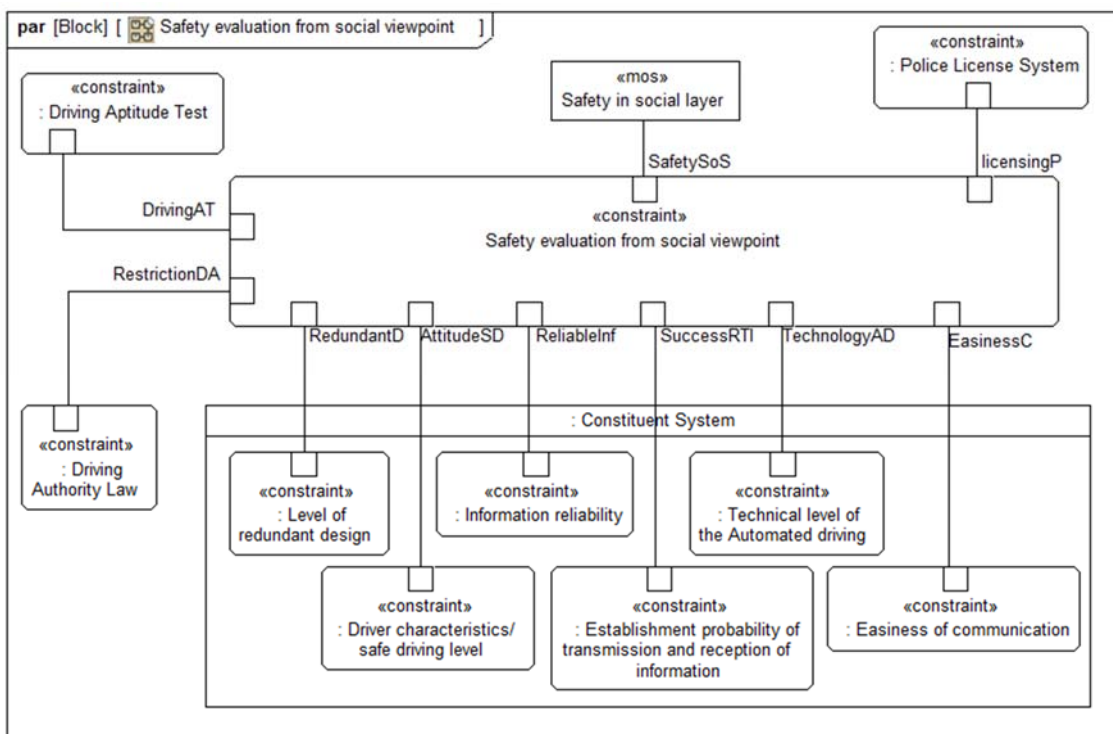 par [Block] [ Safety evaluation from social viewpoint ]
«constraint»
: Driving Aptitude Test
«mos»
Safety in social layer
«constraint»
: Police License System
SafetySoS
licensingP
DrivingAT
«constraint»
Safety evaluation from social viewpoint
RestrictionDA
RedundantD
AttitudeSD
ReliableInf
SuccessRTI
TechnologyAD
EasinessC
«constraint»
: Driving
Authority Law
: Constituent System
«constraint»
: Level of
redundant design
«constraint»
: Information reliability
«constraint»
: Technical level of
the Automated driving
«constraint»
: Driver characteristics/
safe driving level
«constraint»
: Establishment probability of
transmission and reception of
information
«constraint»
: Easiness of communication